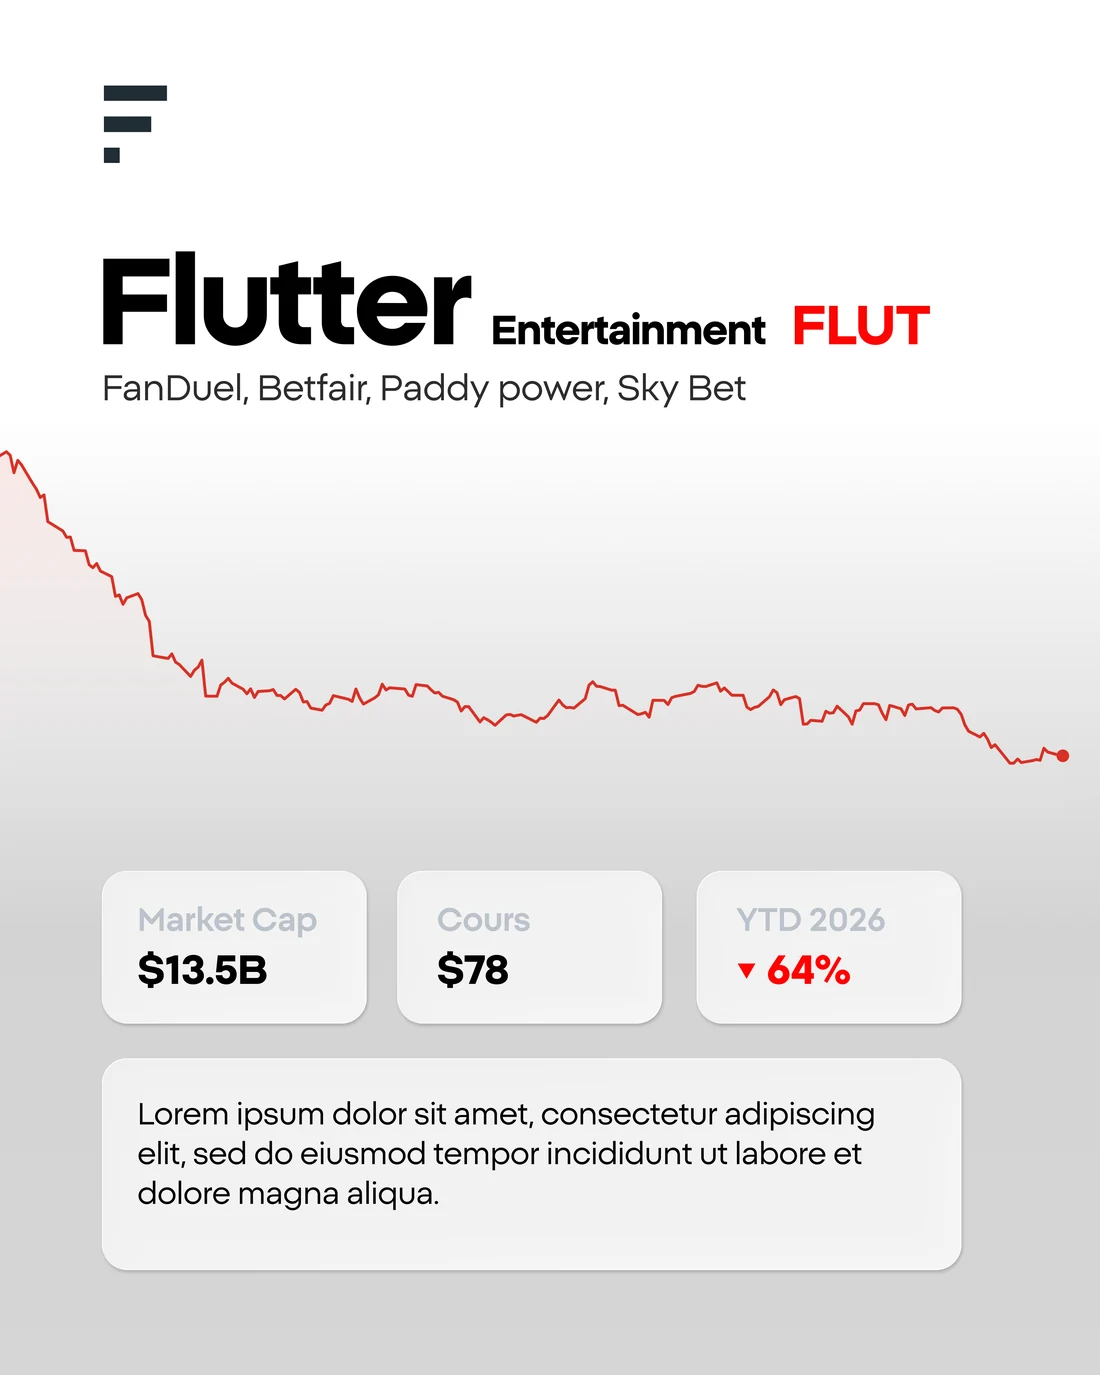 Flutter Entertainment FLUT
FanDuel, Betfair, Paddy power, Sky Bet
Market Cap
$13.5B
Cours
$78
YTD 2026
▼ 64%
Lorem ipsum dolor sit amet, consectetur adipiscing
elit, sed do eiusmod tempor incididunt ut labore et
dolore magna aliqua.